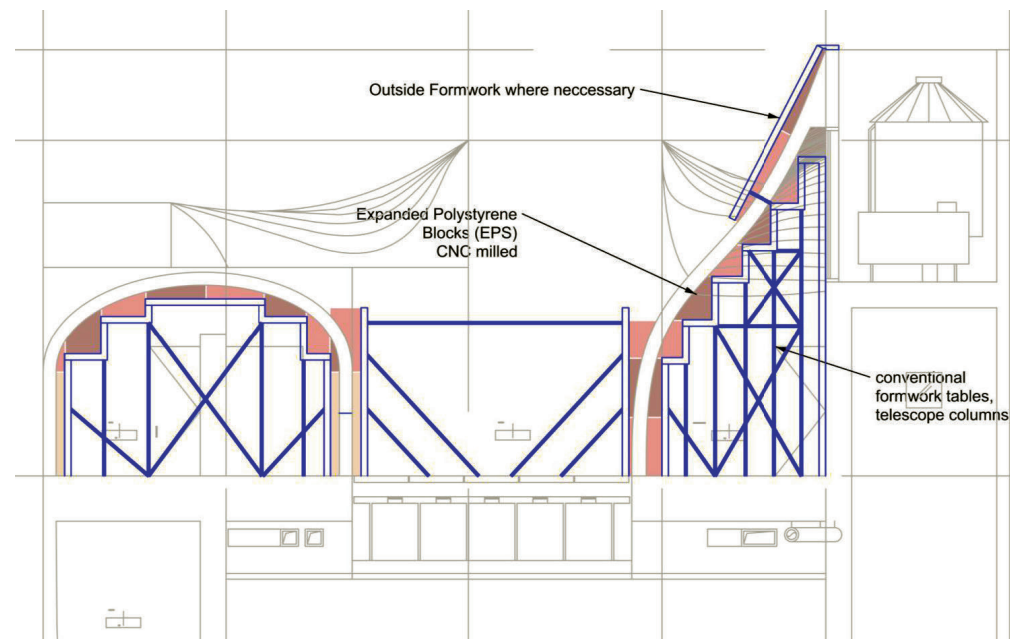 Outside Formwork where neccessary
Expanded Polystyrene
Blocks (EPS)
CNC milled
conventional
formwork tables,
telescope columns